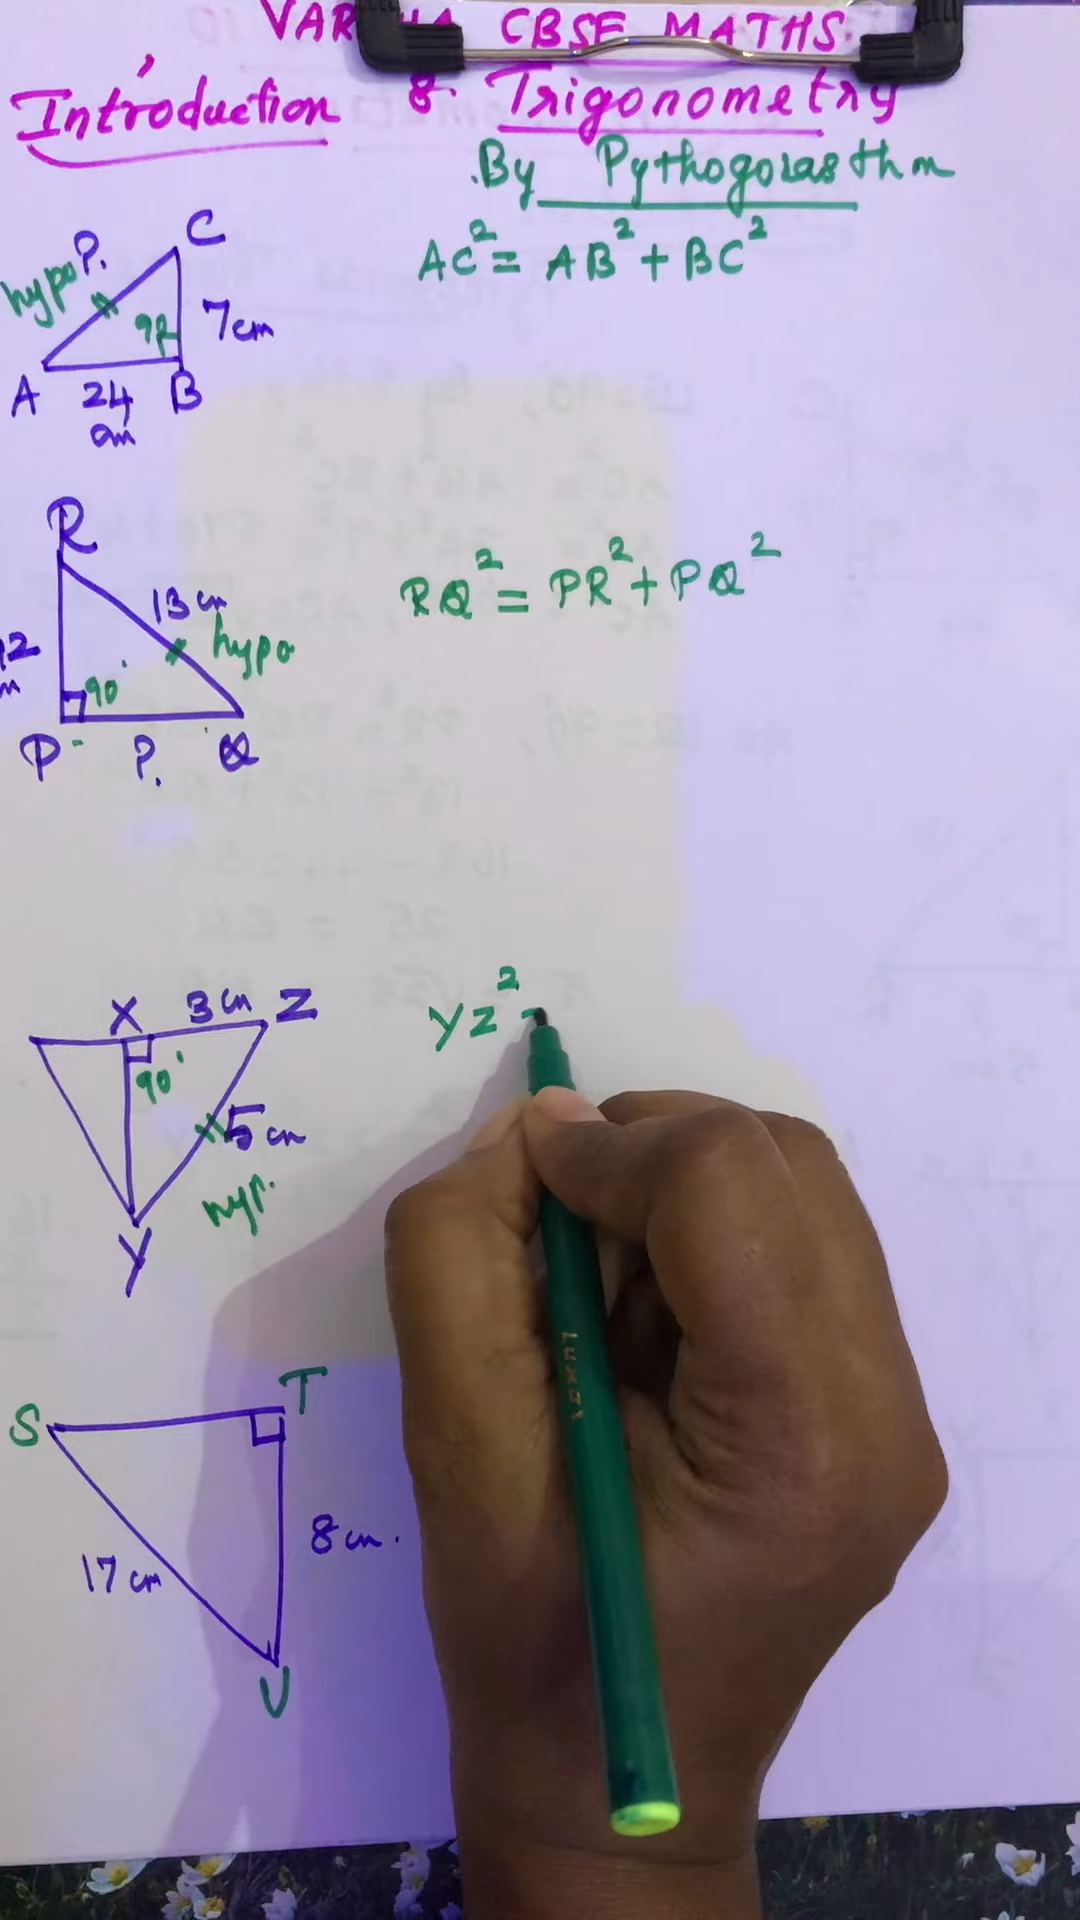 CBSE MATHS.
Introduction 8. Trigonometry
By Pythogoras thm
C
hypo ?.
AC² = AB² + BC²
7cm
A 24 B
cm
R
13 cm
hypo
RQ² = PR² + PQ²
90°
P ?. Q
X 3cm Z
YZ²
90°
5 cm
hyp.
Y
T
S
8 cm.
17 cm
U